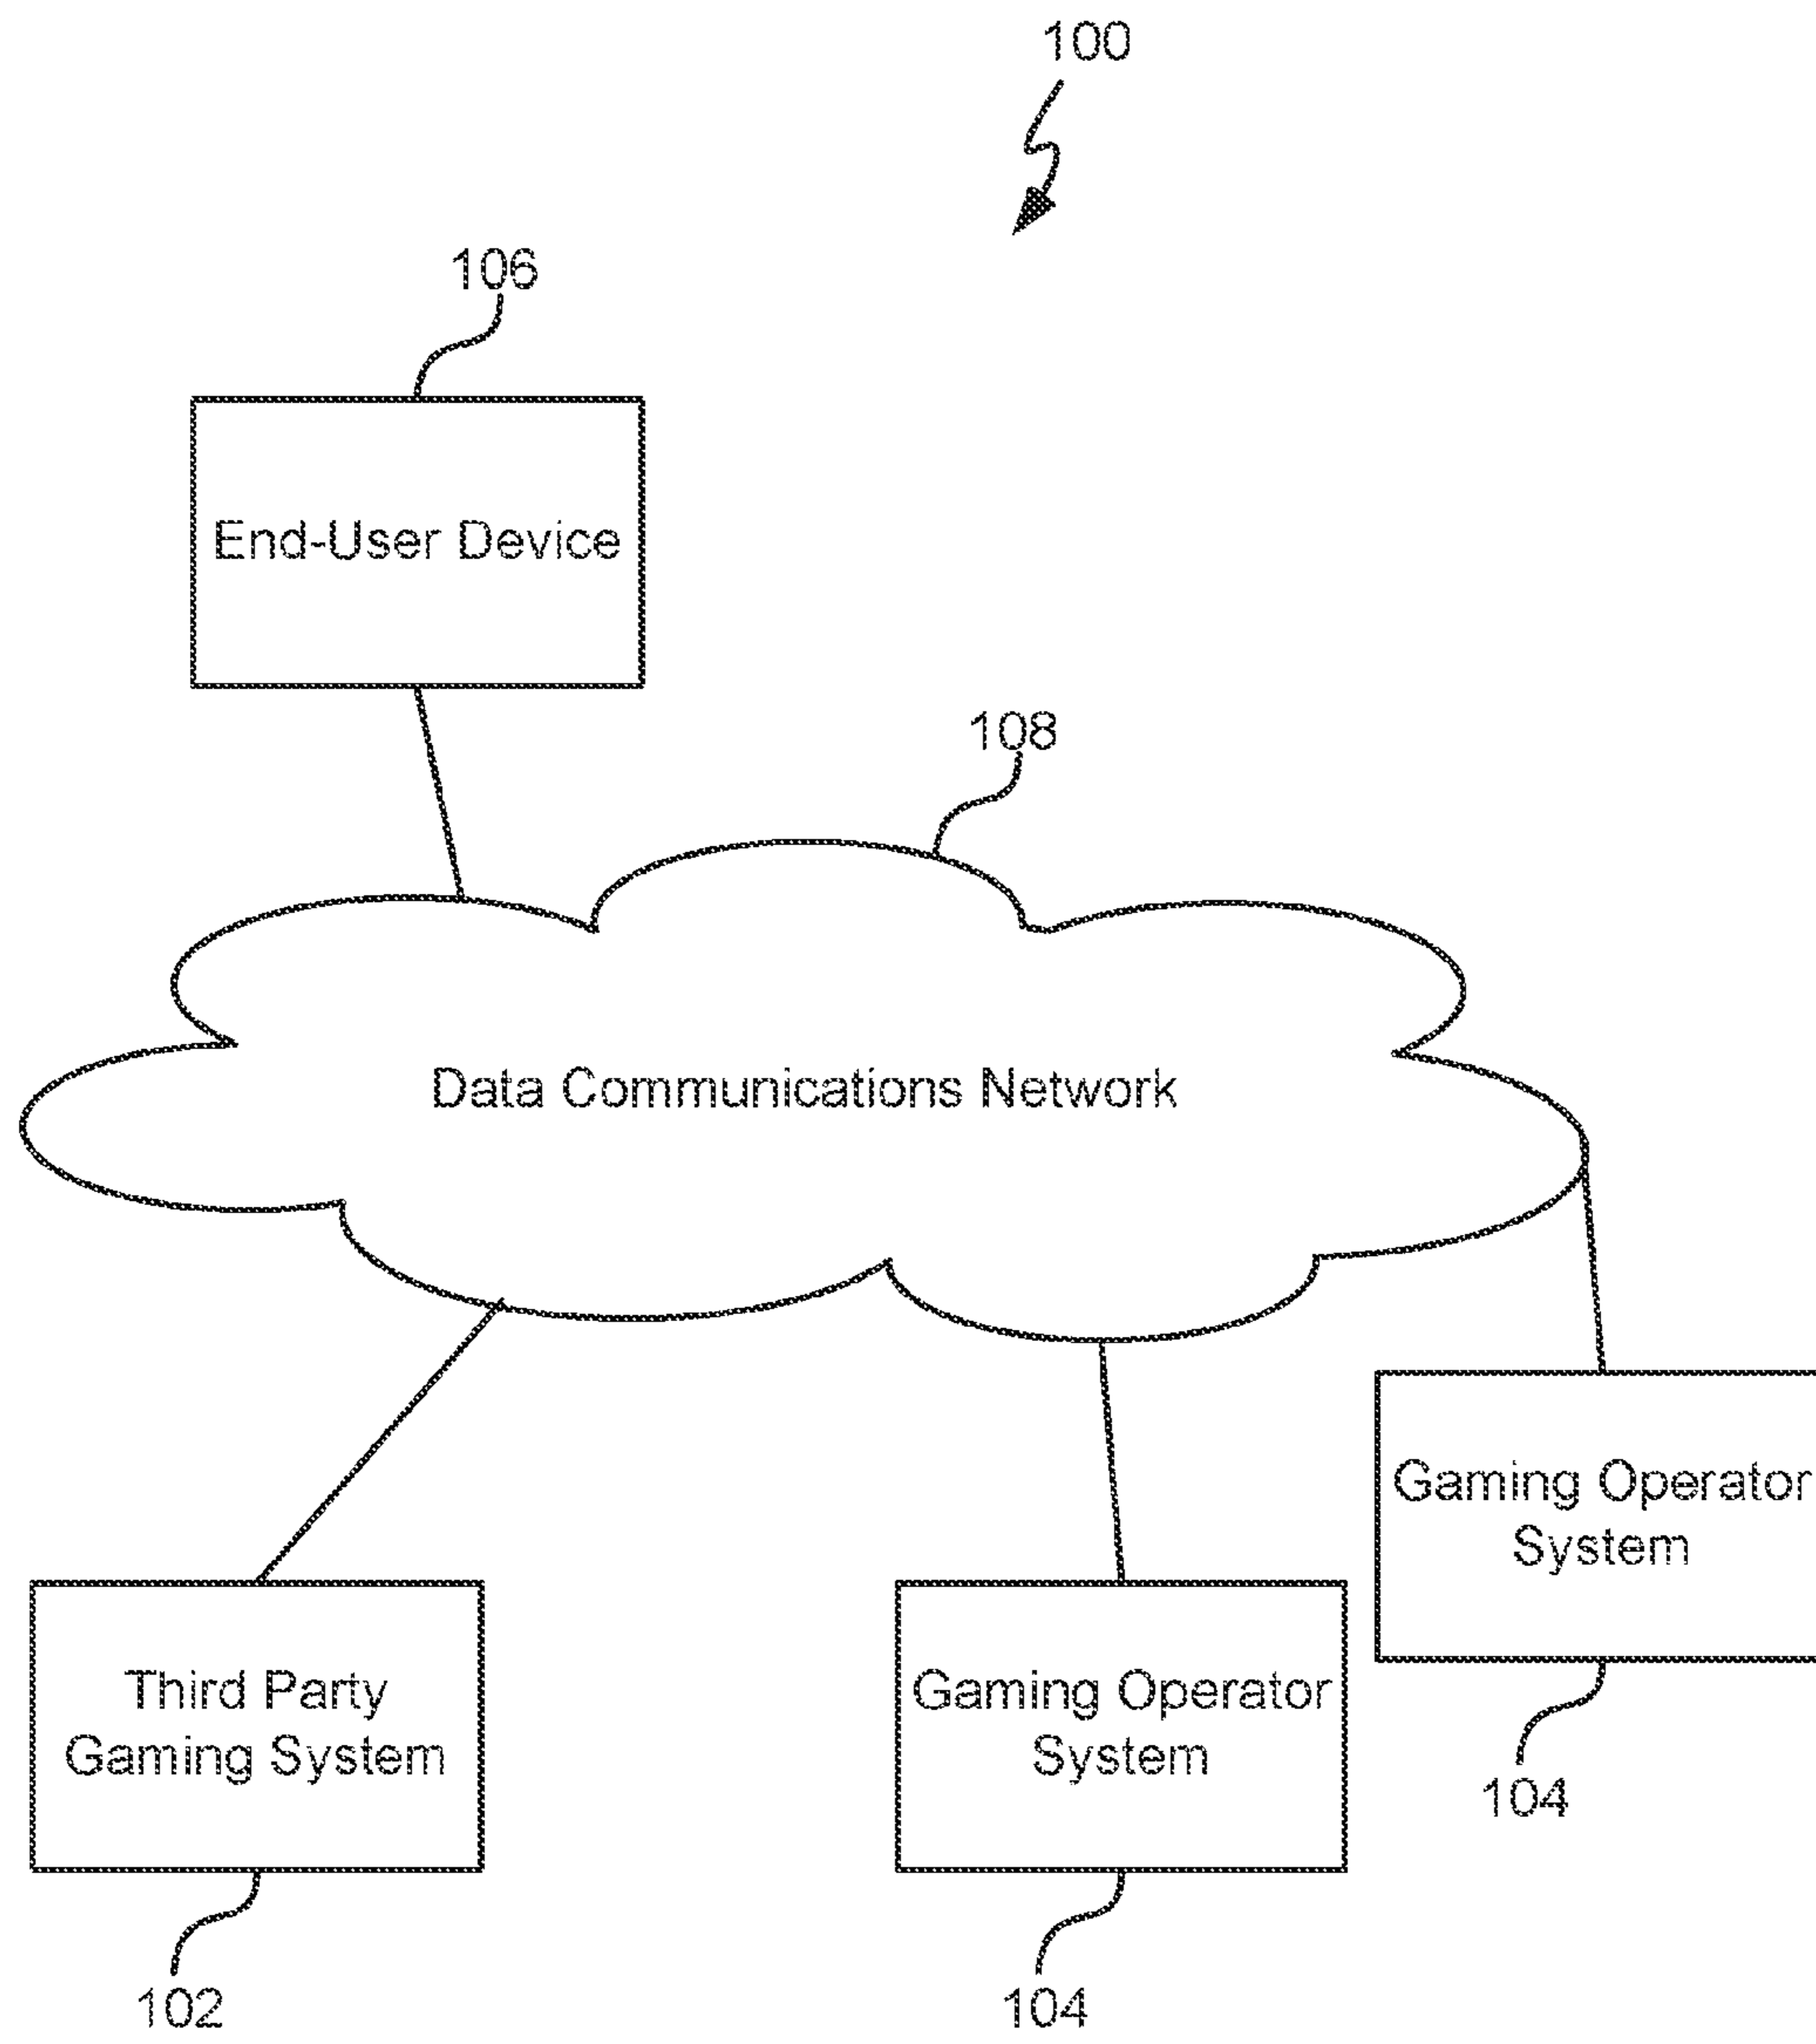 100
106
End-User Device
108
Data Communications Network
Gaming Operator
System
104
Third Party
Gaming System
102
Gaming Operator
System
104